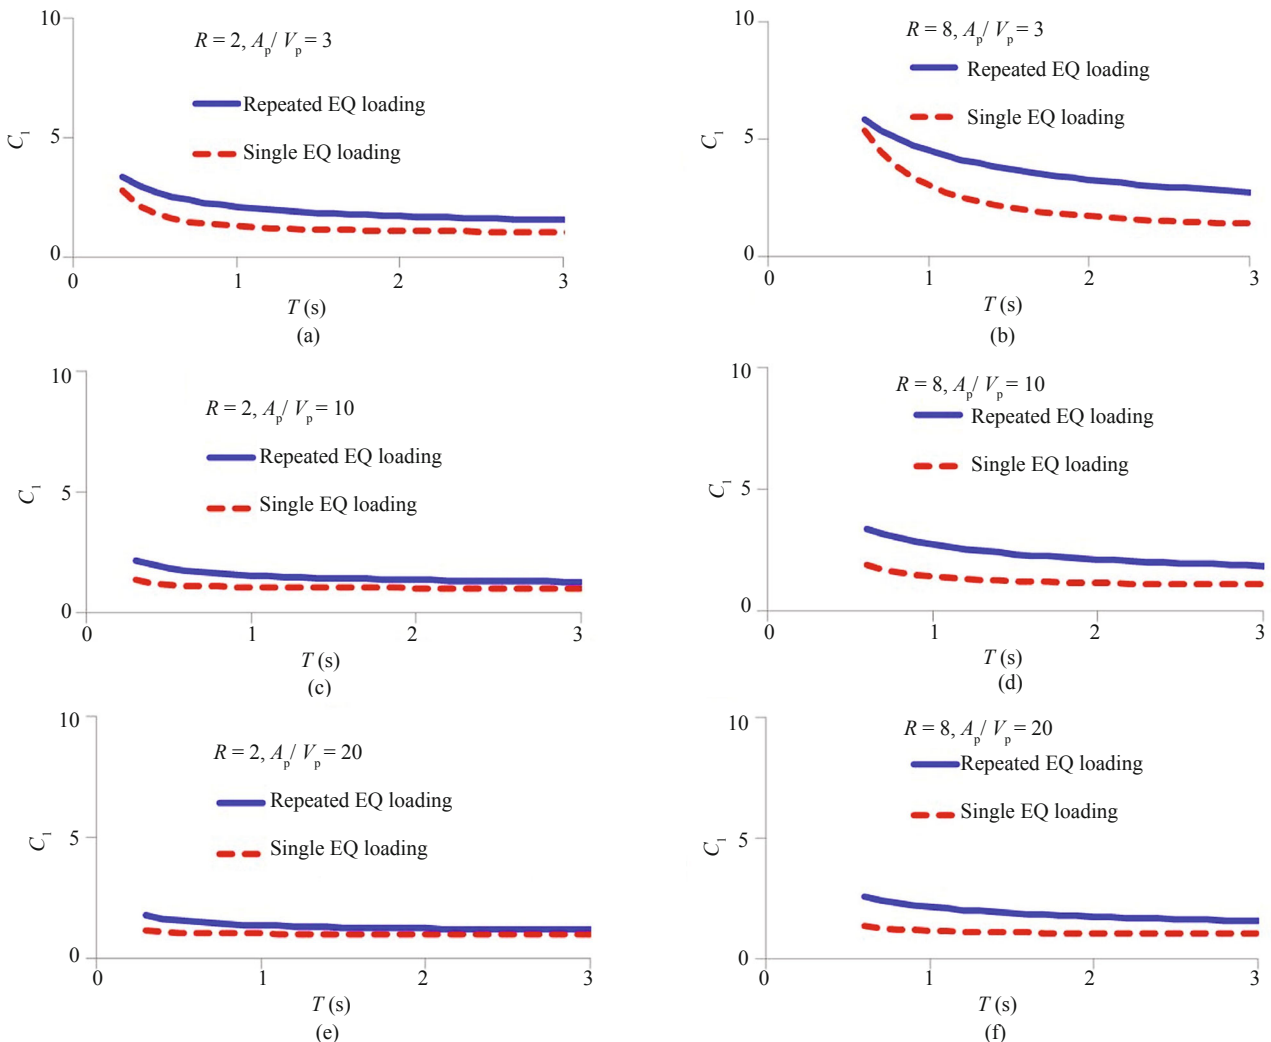 10
R = 2, Ap/ Vp = 3
Repeated EQ loading
5
C1
Single EQ loading
0
0 1 2 3
T (s)
(a)
10
R = 8, Ap/ Vp = 3
Repeated EQ loading
Single EQ loading
5
C1
0
0 1 2 3
T (s)
(b)
10
R = 2, Ap/ Vp = 10
Repeated EQ loading
5
C1
Single EQ loading
0
0 1 2 3
T (s)
(c)
10
R = 8, Ap/ Vp = 10
Repeated EQ loading
Single EQ loading
5
C1
0
0 1 2 3
T (s)
(d)
10
R = 2, Ap/ Vp = 20
Repeated EQ loading
5
C1
Single EQ loading
0
0 1 2 3
T (s)
(e)
10
R = 8, Ap/ Vp = 20
Repeated EQ loading
Single EQ loading
5
C1
0
0 1 2 3
T (s)
(f)